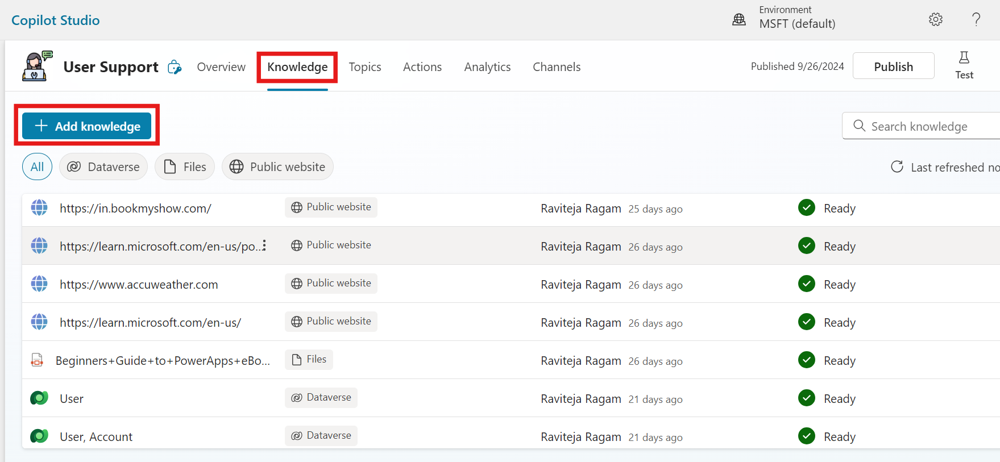 Copilot Studio
Environment
MSFT (default)
?
User Support
Overview
Knowledge
Topics
Actions
Analytics
Channels
Published 9/26/2024
Publish
Test
+ Add knowledge
Search knowledge
All
Dataverse
Files
Public website
Last refreshed no
https://in.bookmyshow.com/ Public website Raviteja Ragam 25 days ago Ready
https://learn.microsoft.com/en-us/po... Public website Raviteja Ragam 26 days ago Ready
https://www.accuweather.com Public website Raviteja Ragam 26 days ago Ready
https://learn.microsoft.com/en-us/ Public website Raviteja Ragam 26 days ago Ready
Beginners+Guide+to+PowerApps+eBo... Files Raviteja Ragam 26 days ago Ready
User Dataverse Raviteja Ragam 21 days ago Ready
User, Account Dataverse Raviteja Ragam 21 days ago Ready